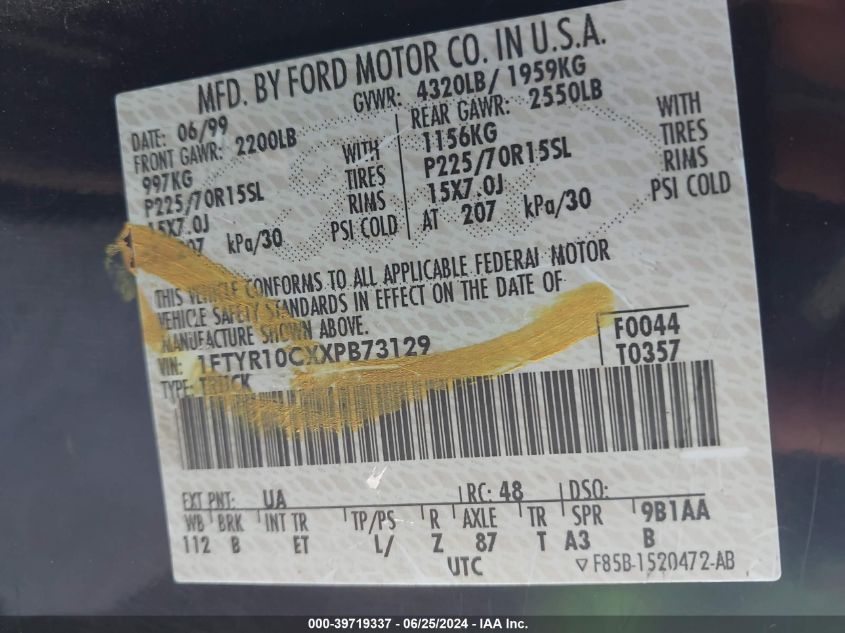 MFD. BY FORD MOTOR CO. IN U.S.A.
DATE: 06/99 GVWR: 4320LB/ 1959KG
FRONT GAWR: 2200LB REAR GAWR: 2550LB
997KG WITH 1156KG WITH
P225/70R15SL TIRES P225/70R15SL TIRES
15X7.0J RIMS 15X7.0J RIMS
207 kPa/30 PSI COLD AT 207 kPa/30 PSI COLD
THIS VEHICLE CONFORMS TO ALL APPLICABLE FEDERAL MOTOR
VEHICLE SAFETY STANDARDS IN EFFECT ON THE DATE OF
MANUFACTURE SHOWN ABOVE.
VIN: 1FTYR10CXXPB73129 F0044
TYPE: TRUCK T0357
EXT PNT: UA RC: 48 DSO:
WB BRK INT TR TP/PS R AXLE TR SPR 9B1AA
112 B ET L/ Z 87 T A3 B
UTC ▽ F85B-1520472-AB
000-39719337 - 06/25/2024 - IAA Inc.